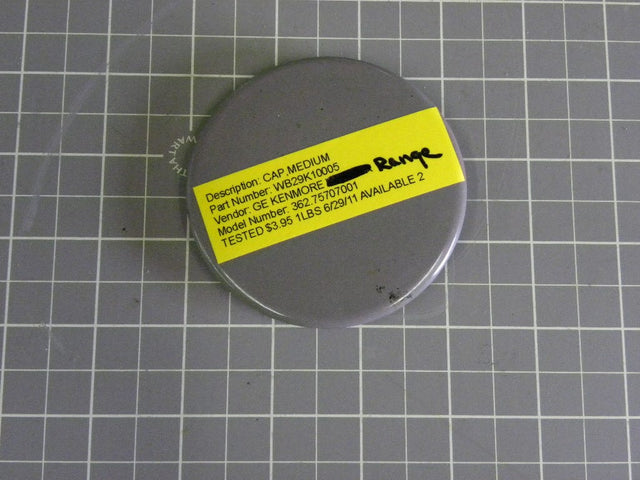 Description: CAP,MEDIUM
Part Number: WB29K10005
Vendor: GE KENMORE Range
Model Number: 362.75707001
TESTED $3.95 1LBS 6/29/11 AVAILABLE 2